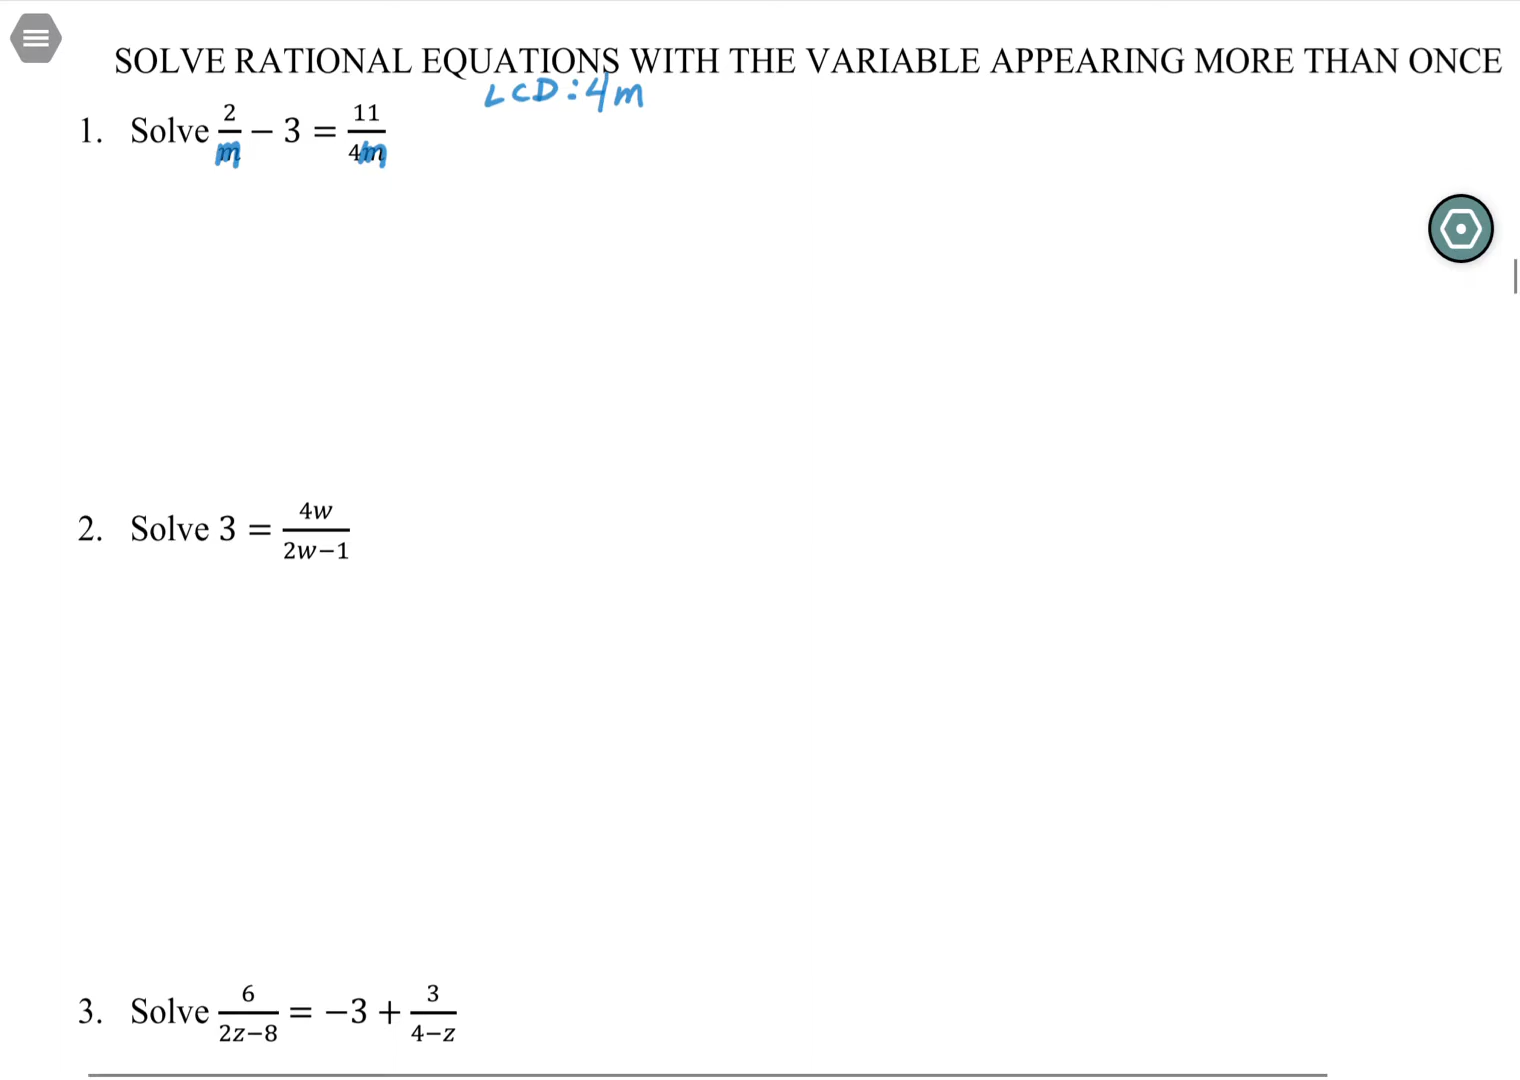 SOLVE RATIONAL EQUATIONS WITH THE VARIABLE APPEARING MORE THAN ONCE
LCD: 4m
1. Solve 2/m − 3 = 11/4m
2. Solve 3 = 4w/(2w−1)
3. Solve 6/(2z−8) = −3 + 3/(4−z)